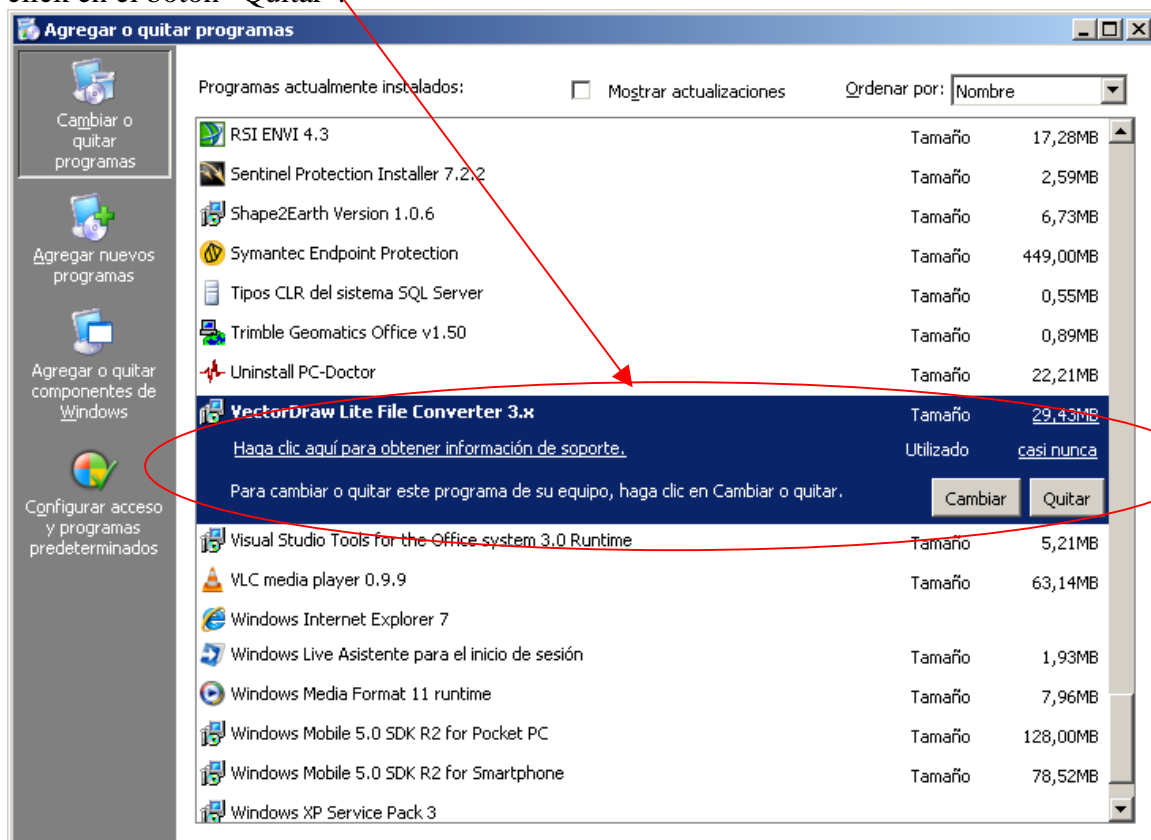 click en el botón "Quitar".
Agregar o quitar programas
Cambiar o
quitar
programas
Agregar nuevos
programas
Agregar o quitar
componentes de
Windows
Configurar acceso
y programas
predeterminados
Programas actualmente instalados: Mostrar actualizaciones Ordenar por: Nombre
RSI ENVI 4.3 Tamaño 17,28MB
Sentinel Protection Installer 7.2.2 Tamaño 2,59MB
Shape2Earth Version 1.0.6 Tamaño 6,73MB
Symantec Endpoint Protection Tamaño 449,00MB
Tipos CLR del sistema SQL Server Tamaño 0,55MB
Trimble Geomatics Office v1.50 Tamaño 0,89MB
Uninstall PC-Doctor Tamaño 22,21MB
VectorDraw Lite File Converter 3.x Tamaño 29,43MB
Haga clic aquí para obtener información de soporte. Utilizado casi nunca
Para cambiar o quitar este programa de su equipo, haga clic en Cambiar o quitar. Cambiar Quitar
Visual Studio Tools for the Office system 3.0 Runtime Tamaño 5,21MB
VLC media player 0.9.9 Tamaño 63,14MB
Windows Internet Explorer 7
Windows Live Asistente para el inicio de sesión Tamaño 1,93MB
Windows Media Format 11 runtime Tamaño 7,96MB
Windows Mobile 5.0 SDK R2 for Pocket PC Tamaño 128,00MB
Windows Mobile 5.0 SDK R2 for Smartphone Tamaño 78,52MB
Windows XP Service Pack 3